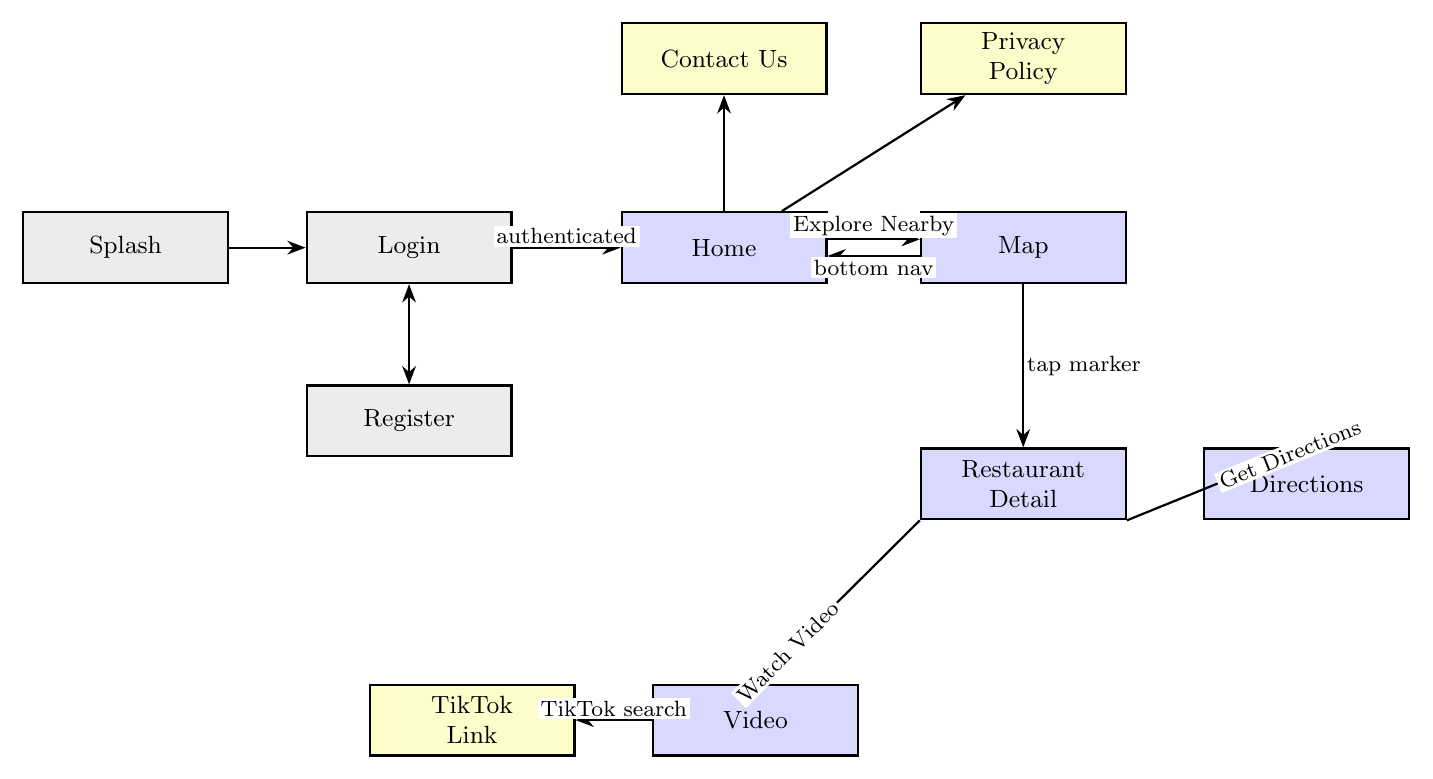 Contact Us
Privacy
Policy
Splash
Login
authenticated
Home
Explore Nearby
bottom nav
Map
Register
tap marker
Restaurant
Detail
Get Directions
Directions
Watch Video
TikTok
Link
TikTok search
Video